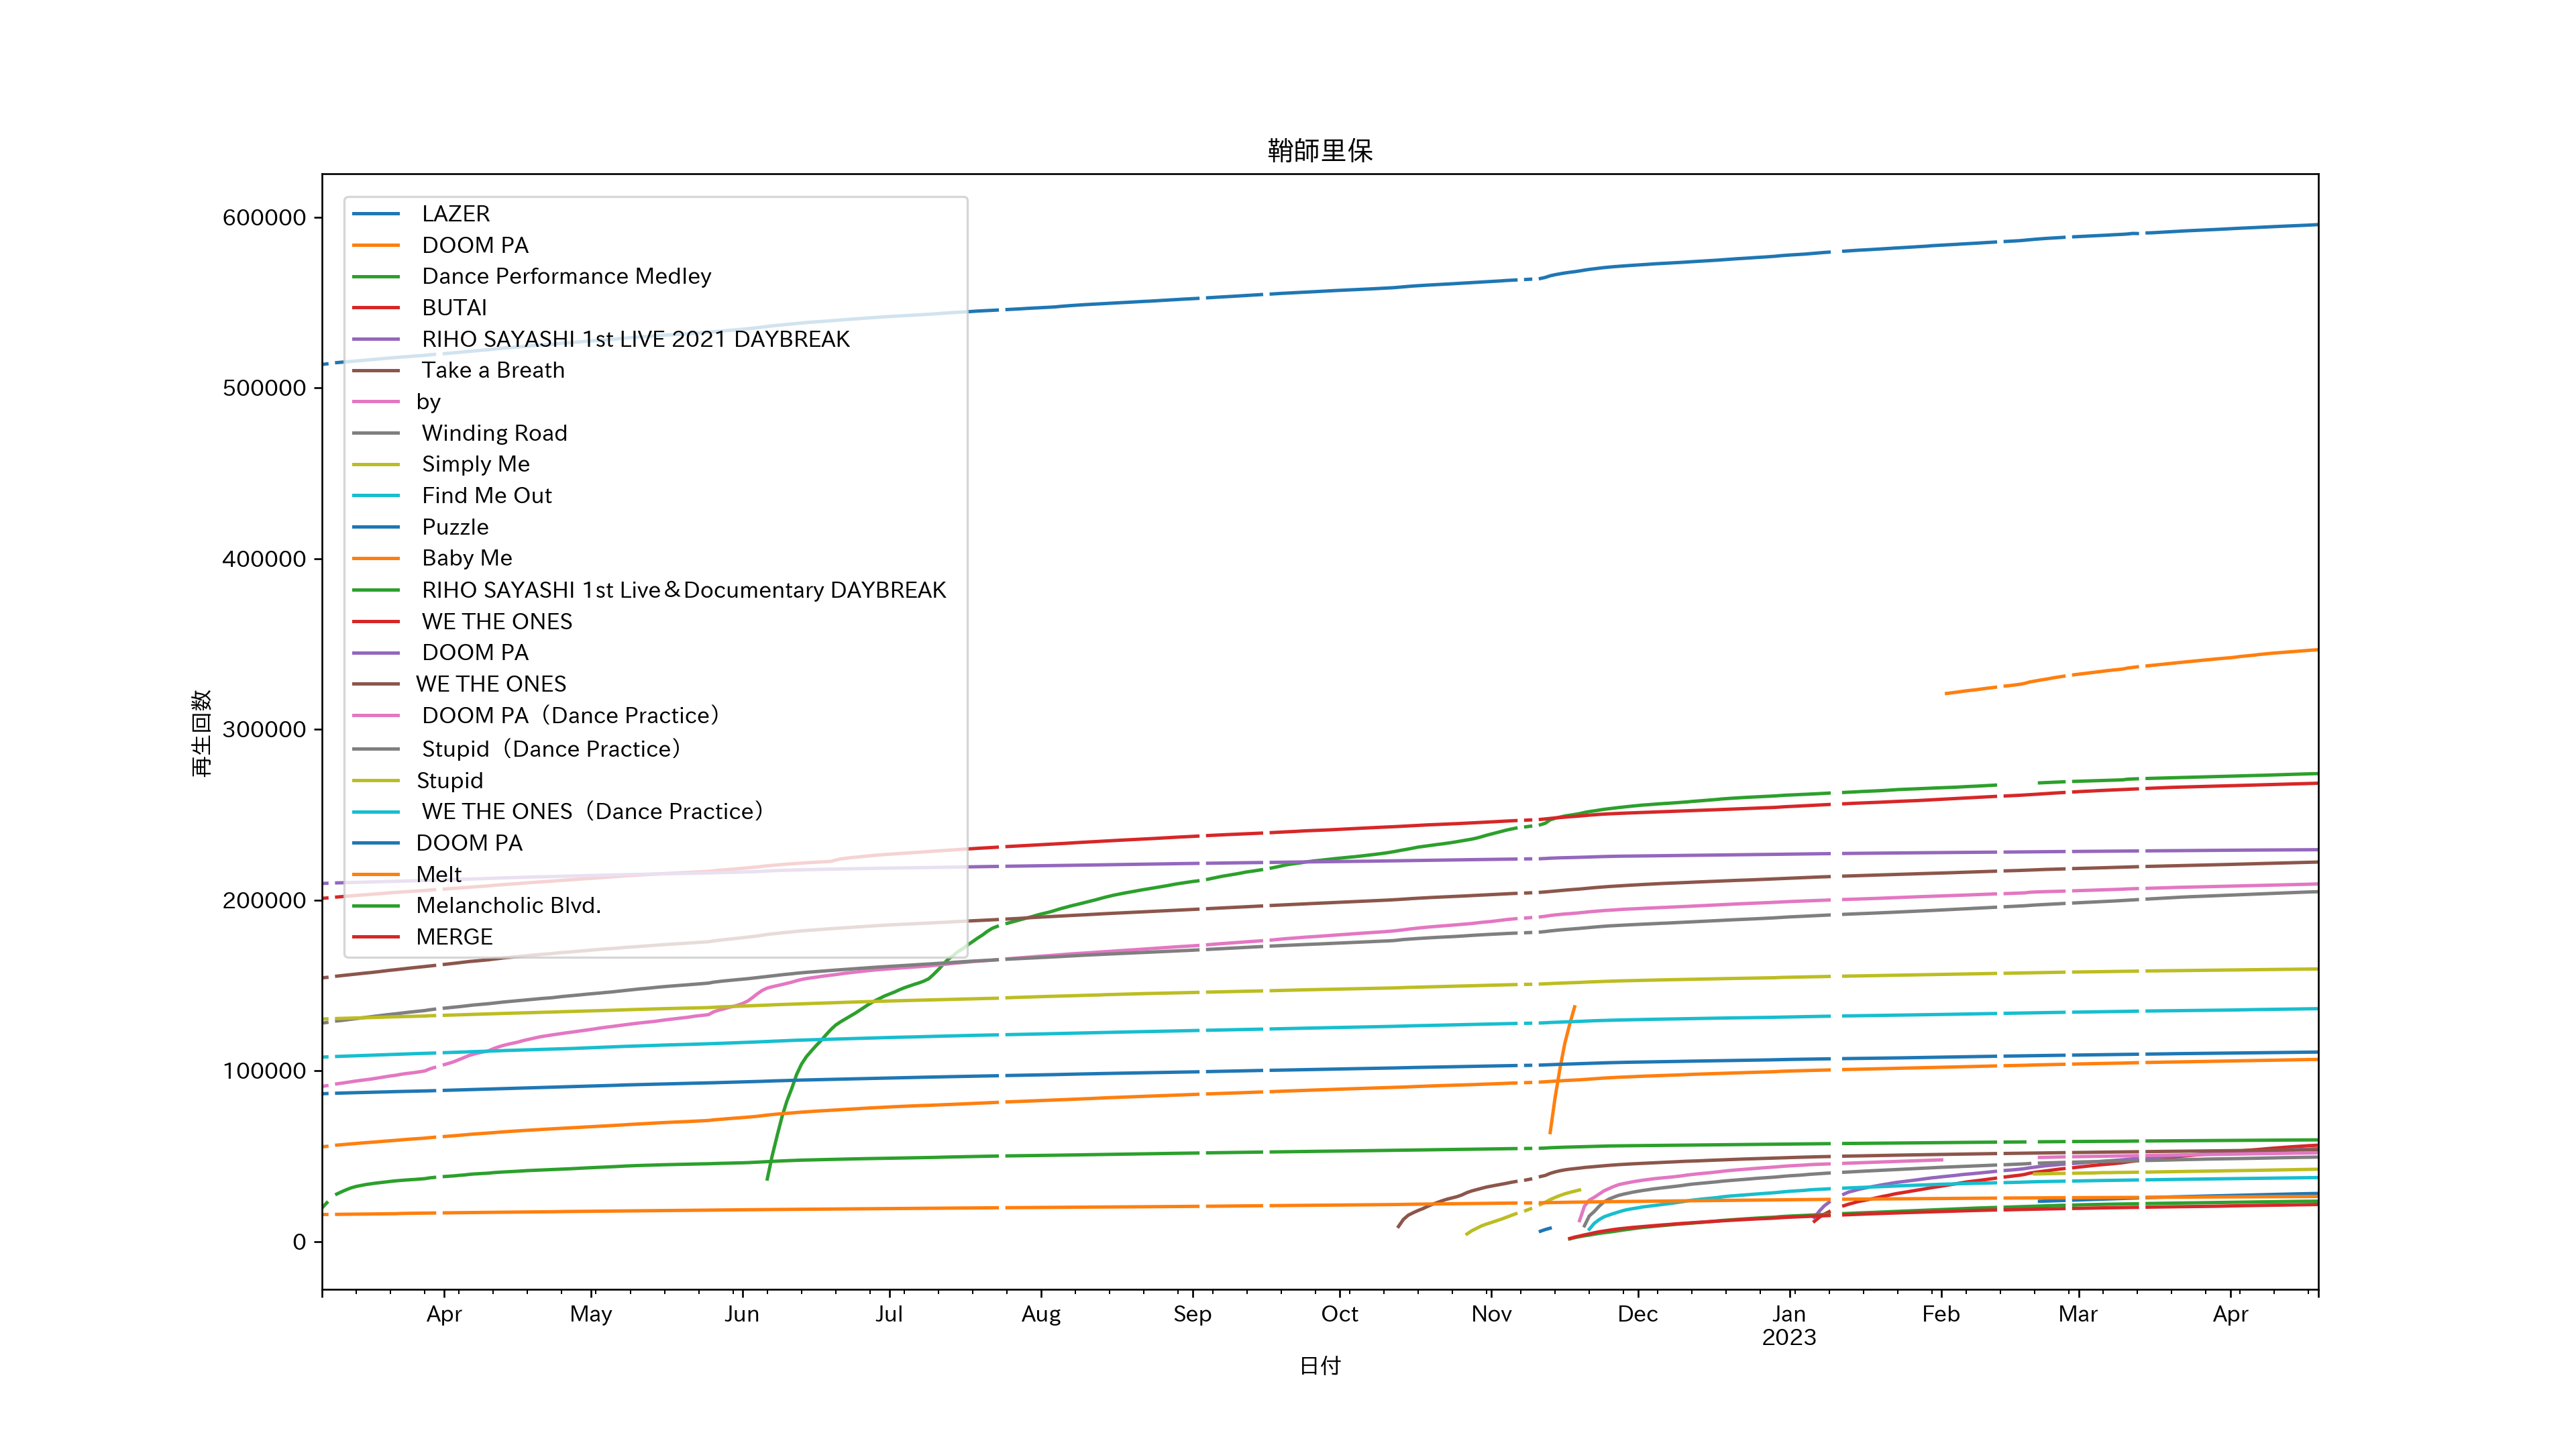 鞘師里保
600000
500000
400000
300000
200000
100000
0
再生回数
LAZER
DOOM PA
Dance Performance Medley
BUTAI
RIHO SAYASHI 1st LIVE 2021 DAYBREAK
Take a Breath
by
Winding Road
Simply Me
Find Me Out
Puzzle
Baby Me
RIHO SAYASHI 1st Live＆Documentary DAYBREAK
WE THE ONES
DOOM PA
WE THE ONES
DOOM PA（Dance Practice）
Stupid（Dance Practice）
Stupid
WE THE ONES（Dance Practice）
DOOM PA
Melt
Melancholic Blvd.
MERGE
Apr May Jun Jul Aug Sep Oct Nov Dec Jan Feb Mar Apr
2023
日付